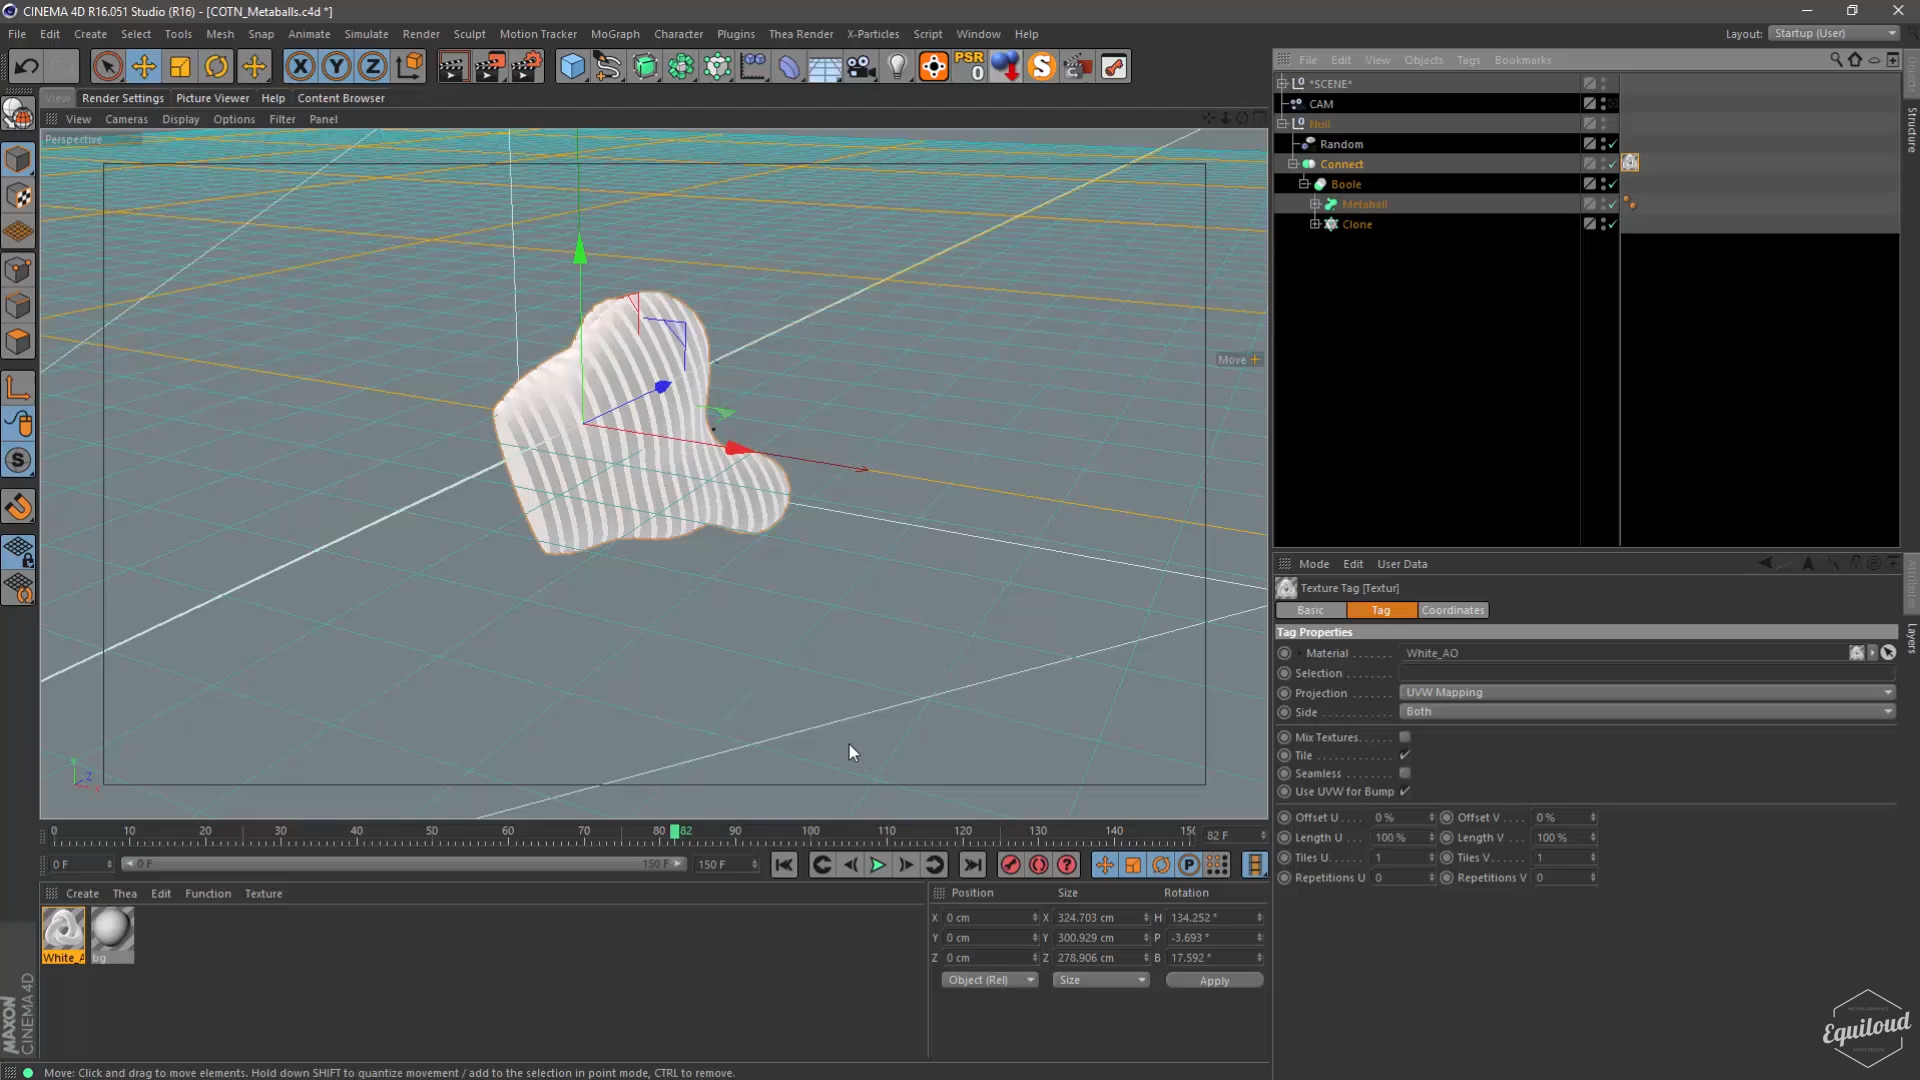 CINEMA 4D R16.051 Studio (R16) - [COTN_Metaballs.c4d *]
File Edit Create Select Tools Mesh Snap Animate Simulate Render Sculpt Motion Tracker MoGraph Character Plugins Thea Render X-Particles Script Window Help
Layout: Startup (User)
X Y Z PSR 0 S
View Render Settings Picture Viewer Help Content Browser
View Cameras Display Options Filter Panel
Perspective
Move
Y
Z
S
File Edit View Objects Tags Bookmarks
*SCENE*
CAM
Null
Random
Connect
Boole
Metaball
Clone
Objects
Structure
Mode Edit User Data
Texture Tag [Textur]
Basic Tag Coordinates
Tag Properties
Material White_AO
Selection
Projection UVW Mapping
Side Both
Mix Textures
Tile
Seamless
Use UVW for Bump
Offset U 0 % Offset V 0 %
Length U 100 % Length V 100 %
Tiles U 1 Tiles V 1
Repetitions U 0 Repetitions V 0
Attributes
Layers
0 10 20 30 40 50 60 70 80 82 90 100 110 120 130 140 150 82 F
0 F 0 F 150 F 150 F
P
Create Thea Edit Function Texture
White_A bg
Position Size Rotation
X 0 cm X 324.703 cm H 134.252 °
Y 0 cm Y 300.929 cm P -3.693 °
Z 0 cm Z 278.906 cm B 17.592 °
Object (Rel) Size Apply
MAXON
CINEMA 4D
Equiloud
Move: Click and drag to move elements. Hold down SHIFT to quantize movement / add to the selection in point mode, CTRL to remove.